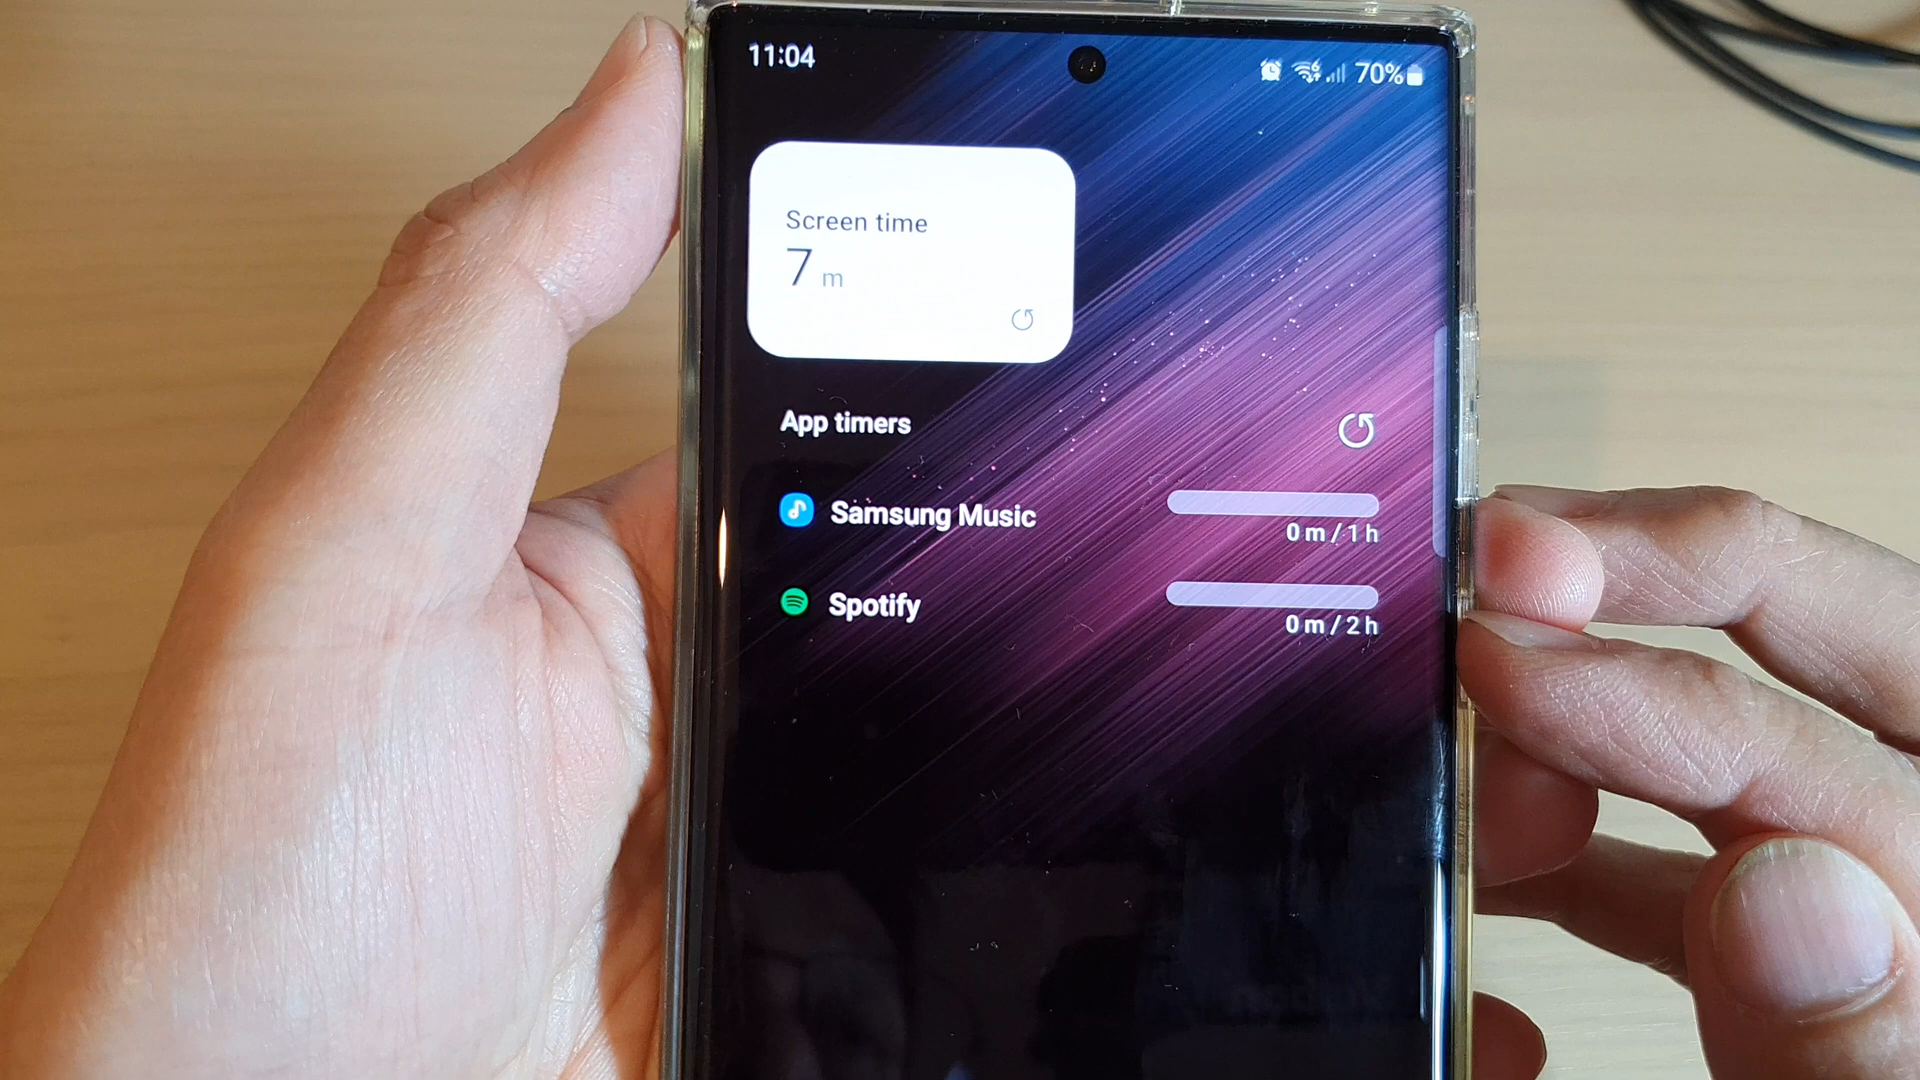 11:04
70%
Screen time
7 m
App timers
Samsung Music
0 m / 1 h
Spotify
0 m / 2 h